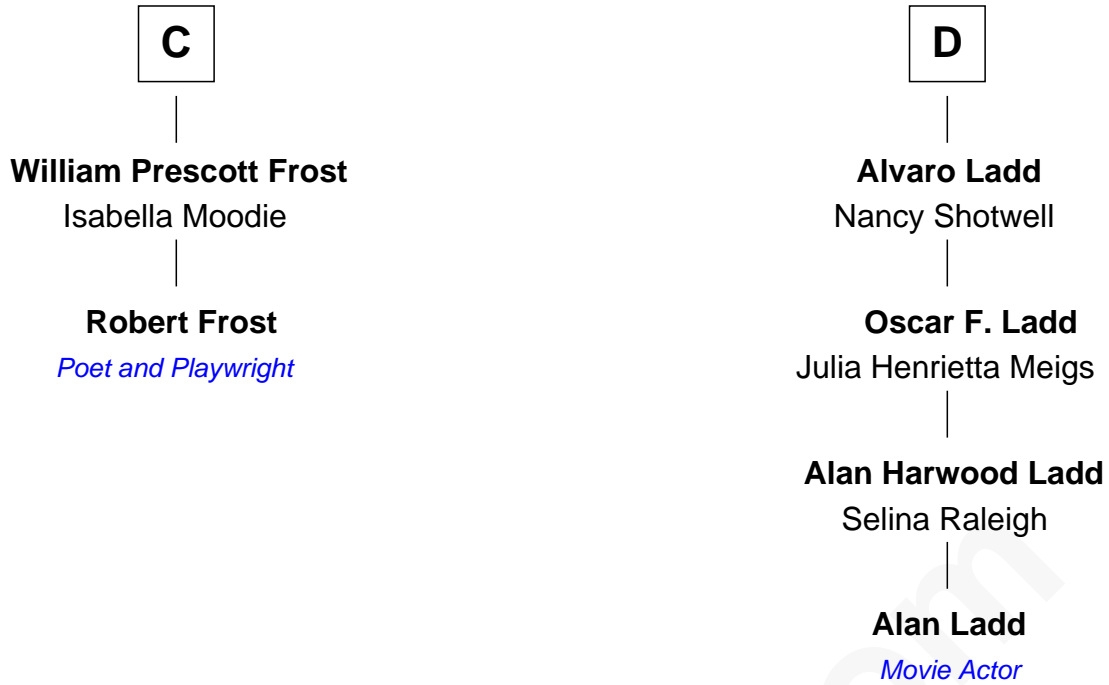 C
William Prescott Frost
Isabella Moodie
Robert Frost
Poet and Playwright
D
Alvaro Ladd
Nancy Shotwell
Oscar F. Ladd
Julia Henrietta Meigs
Alan Harwood Ladd
Selina Raleigh
Alan Ladd
Movie Actor